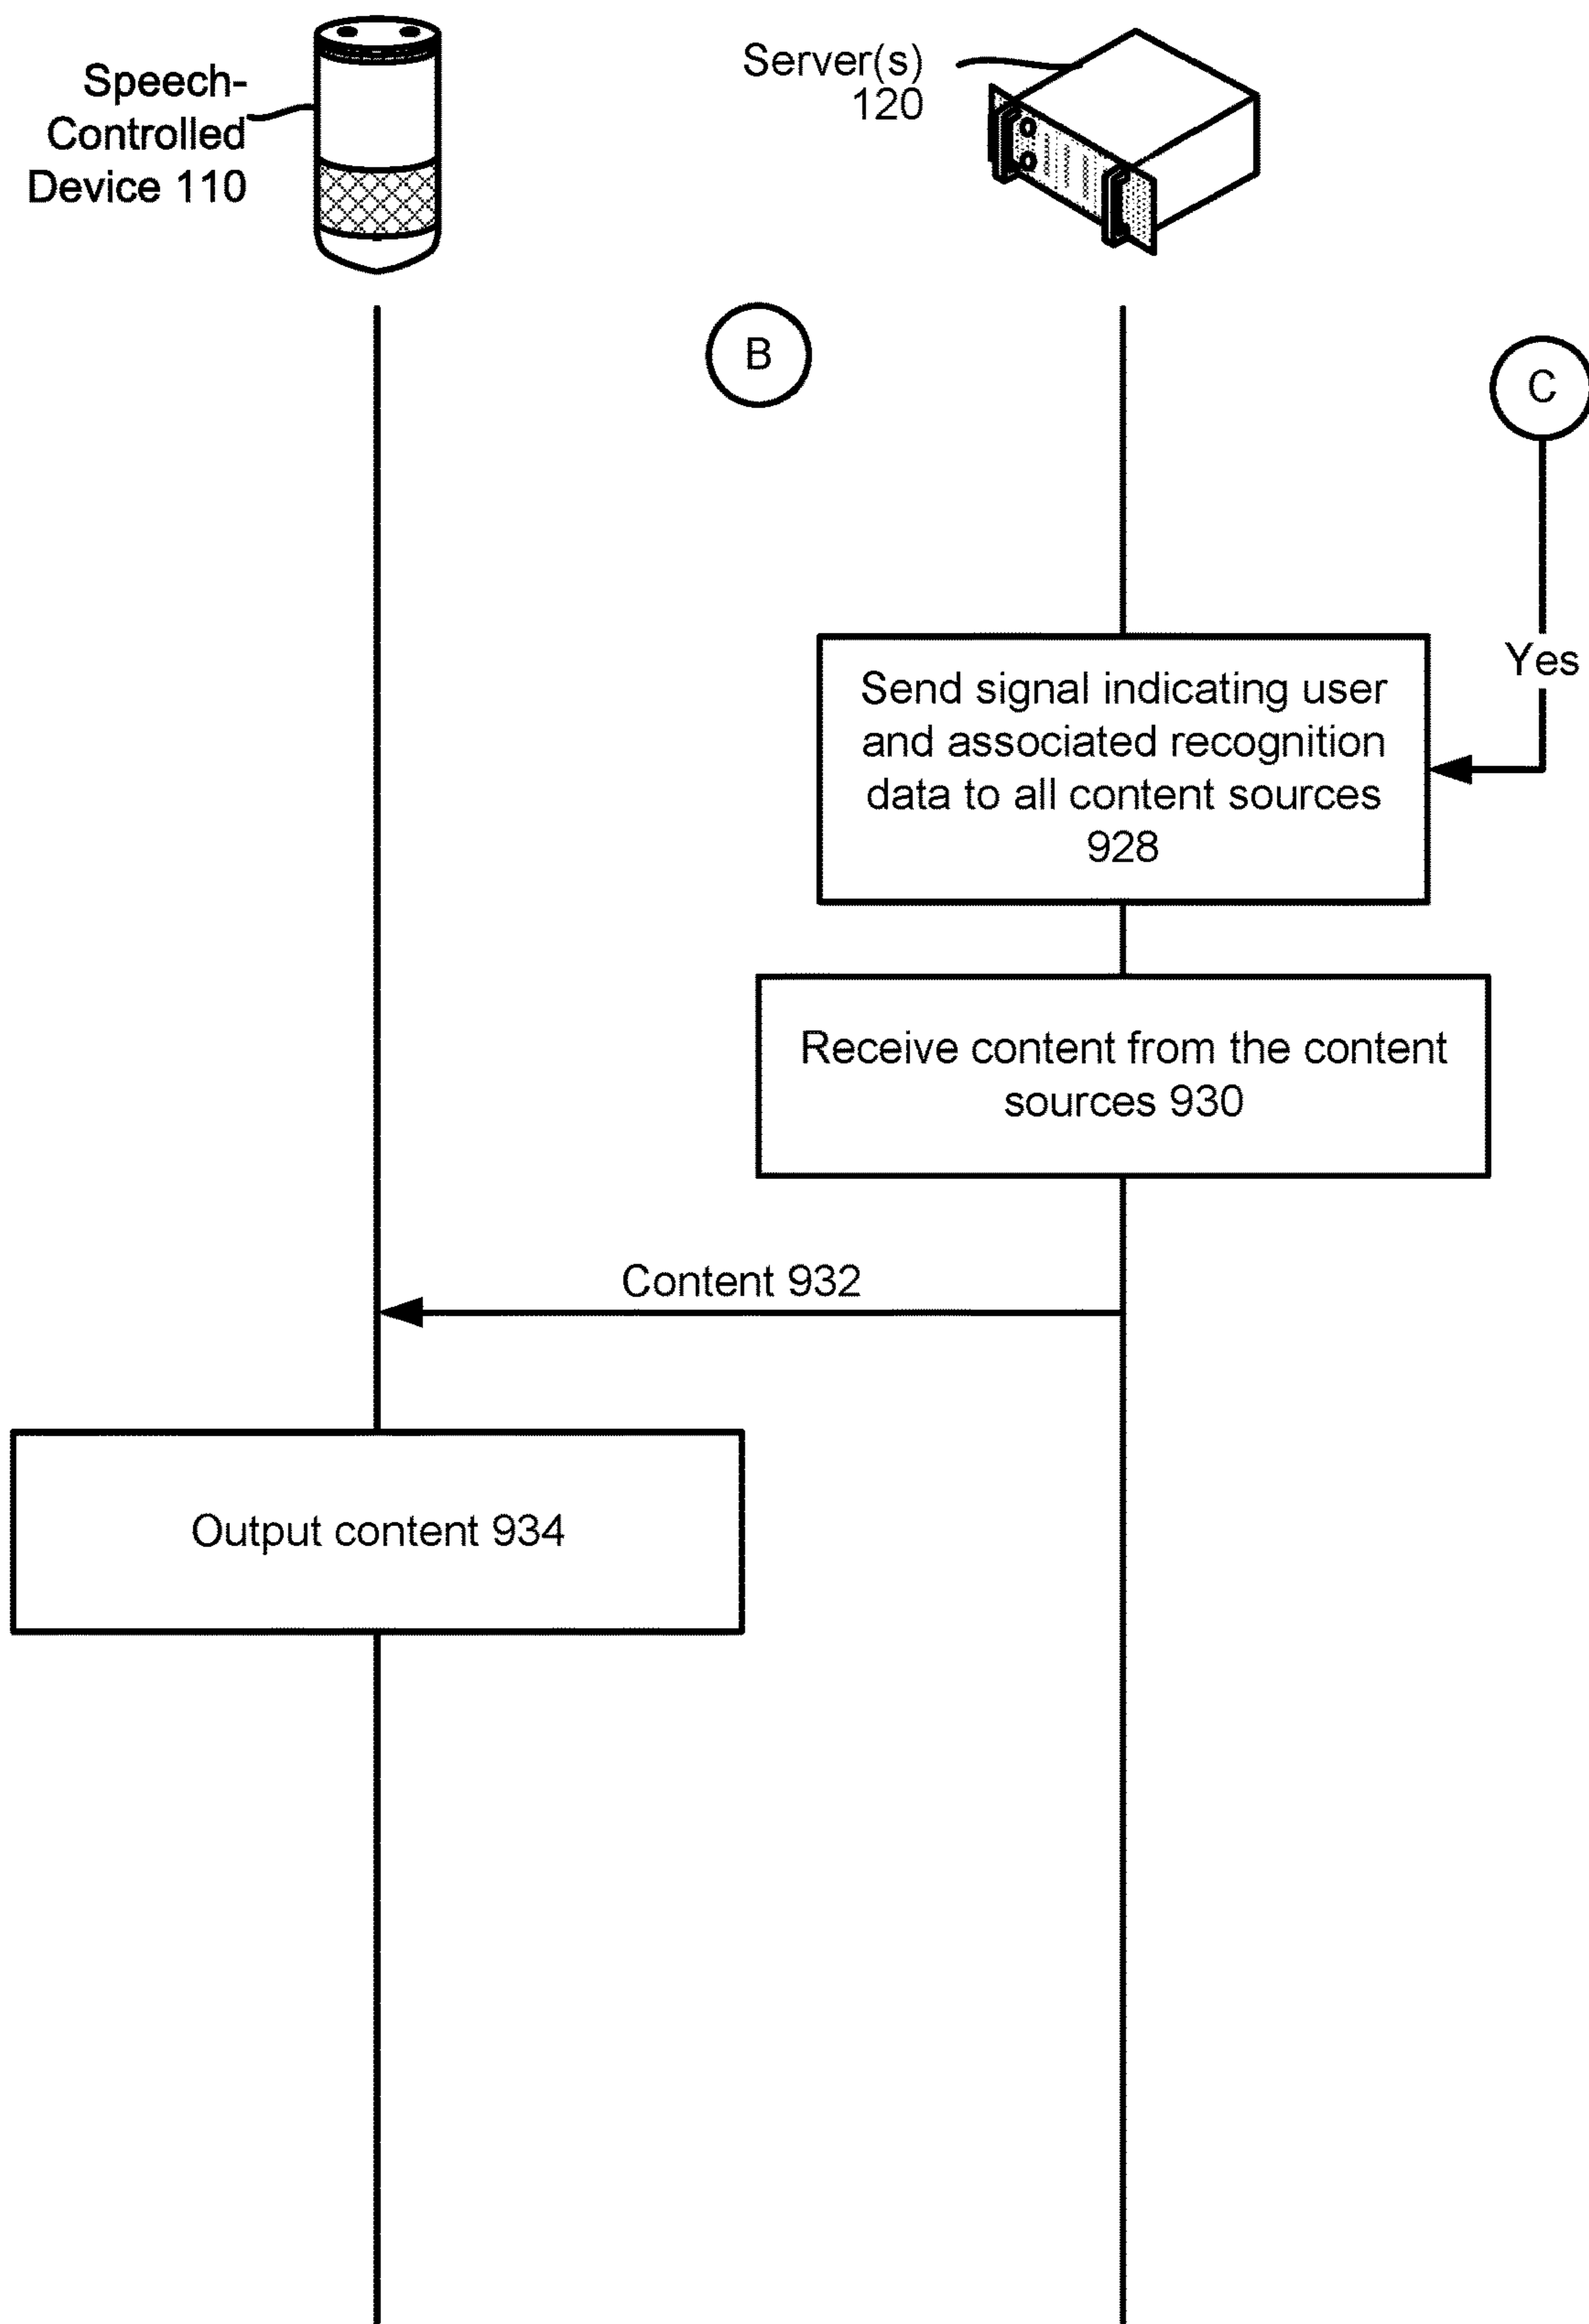 Speech-
Controlled
Device 110
Server(s)
120
B
C
Yes
Send signal indicating user
and associated recognition
data to all content sources
928
Receive content from the content
sources 930
Content 932
Output content 934